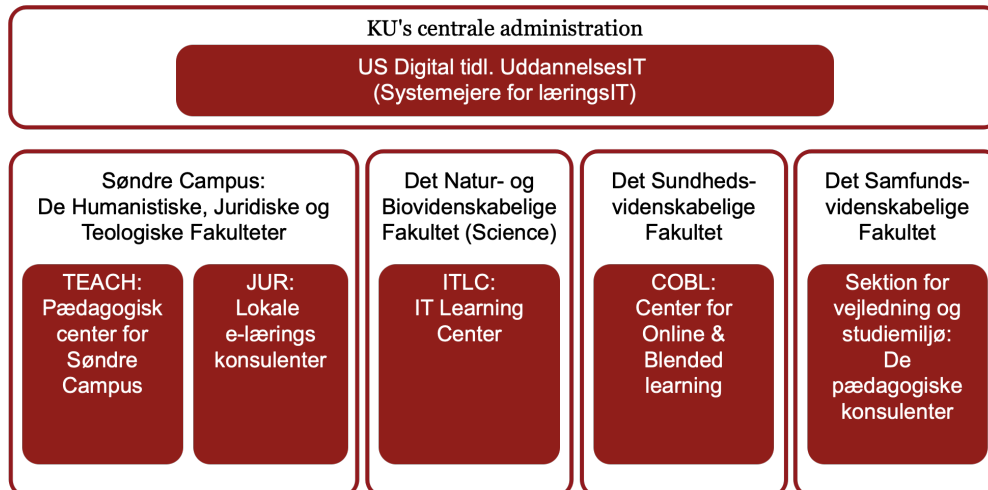 KU's centrale administration
US Digital tidl. UddannelsesIT
(Systemejere for læringsIT)
Søndre Campus:
De Humanistiske, Juridiske og
Teologiske Fakulteter
TEACH:
Pædagogisk
center for
Søndre
Campus
JUR:
Lokale
e-lærings
konsulenter
Det Natur- og
Biovidenskabelige
Fakultet (Science)
ITLC:
IT Learning
Center
Det Sundheds-
videnskabelige
Fakultet
COBL:
Center for
Online &
Blended
learning
Det Samfunds-
videnskabelige
Fakultet
Sektion for
vejledning og
studiemiljø:
De
pædagogiske
konsulenter